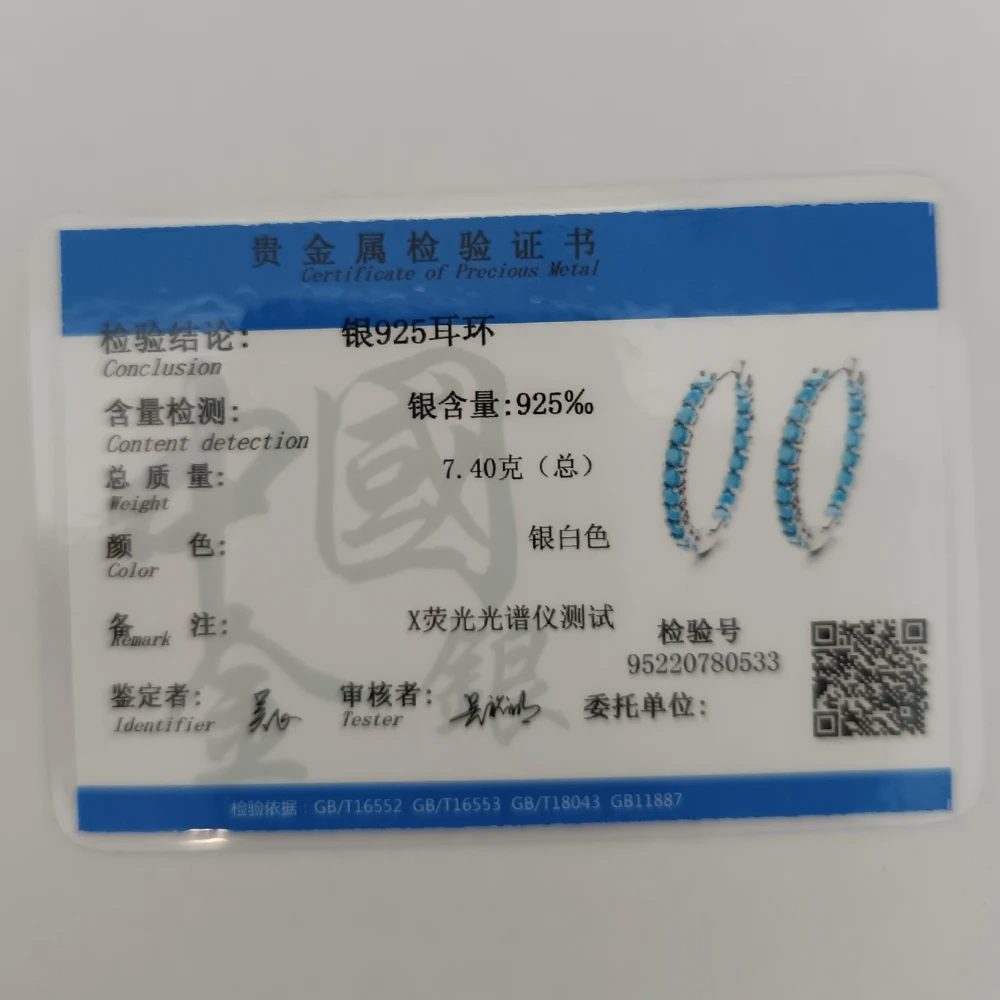 贵金属检验证书
Certificate of Precious Metal
检验结论: 银925耳环
Conclusion
含量检测: 银含量:925‰
Content detection
总质量: 7.40克（总）
Weight
颜色: 银白色
Color
备注: X荧光光谱仪测试
Remark
检验号
95220780533
鉴定者: 审核者: 委托单位:
Identifier Tester
中國
金銀
检验依据: GB/T16552 GB/T16553 GB/T18043 GB11887